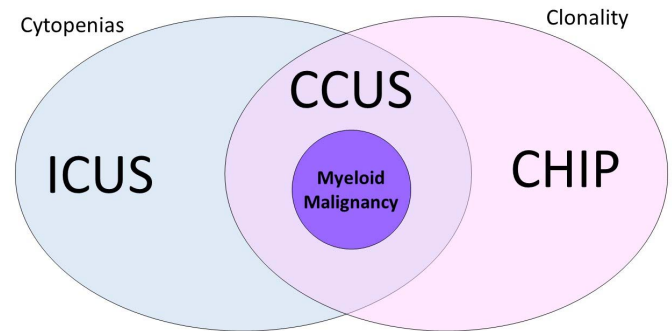 Cytopenias
Clonality
CCUS
ICUS
CHIP
Myeloid
Malignancy